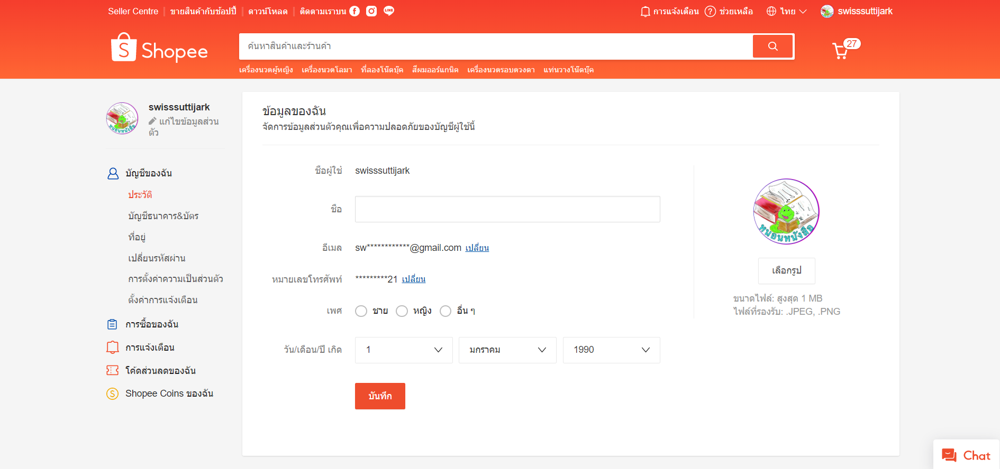 Seller Centre ขายสินค้ากับช้อปปี้ ดาวน์โหลด ติดตามเราบน LINE การแจ้งเตือน ช่วยเหลือ ไทย swisssuttijark
Shopee ค้นหาสินค้าและร้านค้า 27
เครื่องนวดผู้หญิง เครื่องนวดโลมา ที่ลองโน๊ตบุ๊ค สีผมออร์แกนิค เครื่องนวดรอบดวงตา แท่นวางโน๊ตบุ๊ค
swisssuttijark
แก้ไขข้อมูลส่วน
ตัว
หนอนหนังสือ
บัญชีของฉัน
ประวัติ
บัญชีธนาคาร&บัตร
ที่อยู่
เปลี่ยนรหัสผ่าน
การตั้งค่าความเป็นส่วนตัว
ตั้งค่าการแจ้งเตือน
การซื้อของฉัน
การแจ้งเตือน
โค้ดส่วนลดของฉัน
Shopee Coins ของฉัน
ข้อมูลของฉัน
จัดการข้อมูลส่วนตัวคุณเพื่อความปลอดภัยของบัญชีผู้ใช้นี้
ชื่อผู้ใช้ swisssuttijark
ชื่อ
อีเมล sw************@gmail.com เปลี่ยน
หมายเลขโทรศัพท์ *********21 เปลี่ยน
เพศ ชาย หญิง อื่น ๆ
วัน/เดือน/ปี เกิด 1 มกราคม 1990
บันทึก
หนอนหนังสือ
เลือกรูป
ขนาดไฟล์: สูงสุด 1 MB
ไฟล์ที่รองรับ: .JPEG, .PNG
Chat